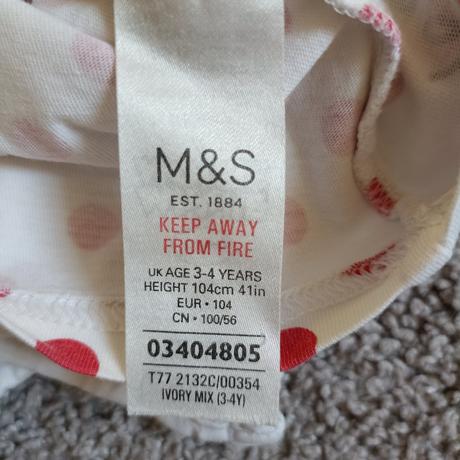 M&S
EST. 1884
KEEP AWAY
FROM FIRE
UK AGE 3-4 YEARS
HEIGHT 104cm 41in
EUR • 104
CN • 100/56
03404805
T77 2132C/00354
IVORY MIX (3-4Y)